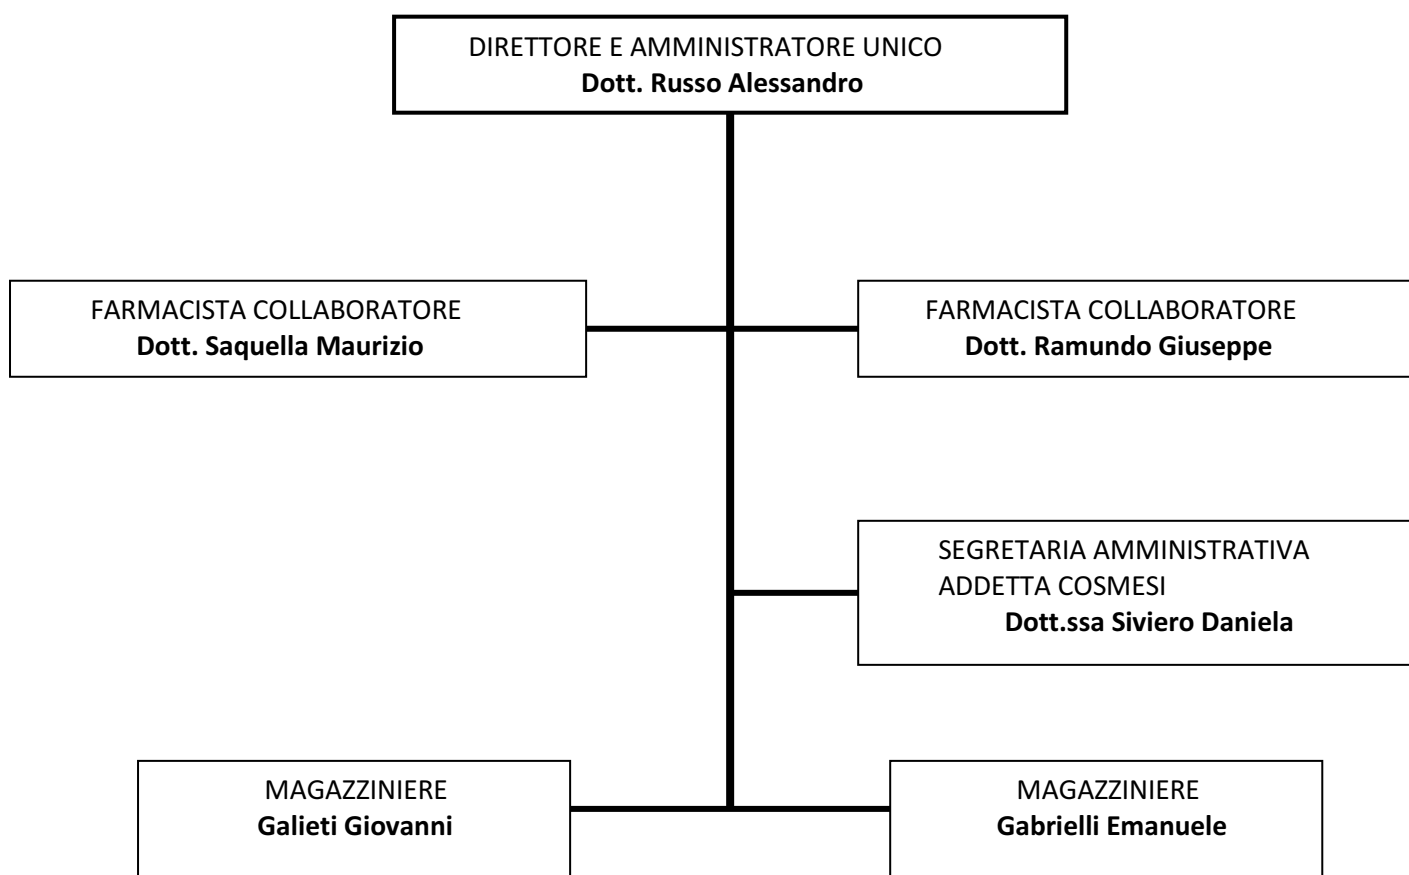 DIRETTORE E AMMINISTRATORE UNICO
Dott. Russo Alessandro
FARMACISTA COLLABORATORE
Dott. Saquella Maurizio
FARMACISTA COLLABORATORE
Dott. Ramundo Giuseppe
SEGRETARIA AMMINISTRATIVA
ADDETTA COSMESI
Dott.ssa Siviero Daniela
MAGAZZINIERE
Galieti Giovanni
MAGAZZINIERE
Gabrielli Emanuele